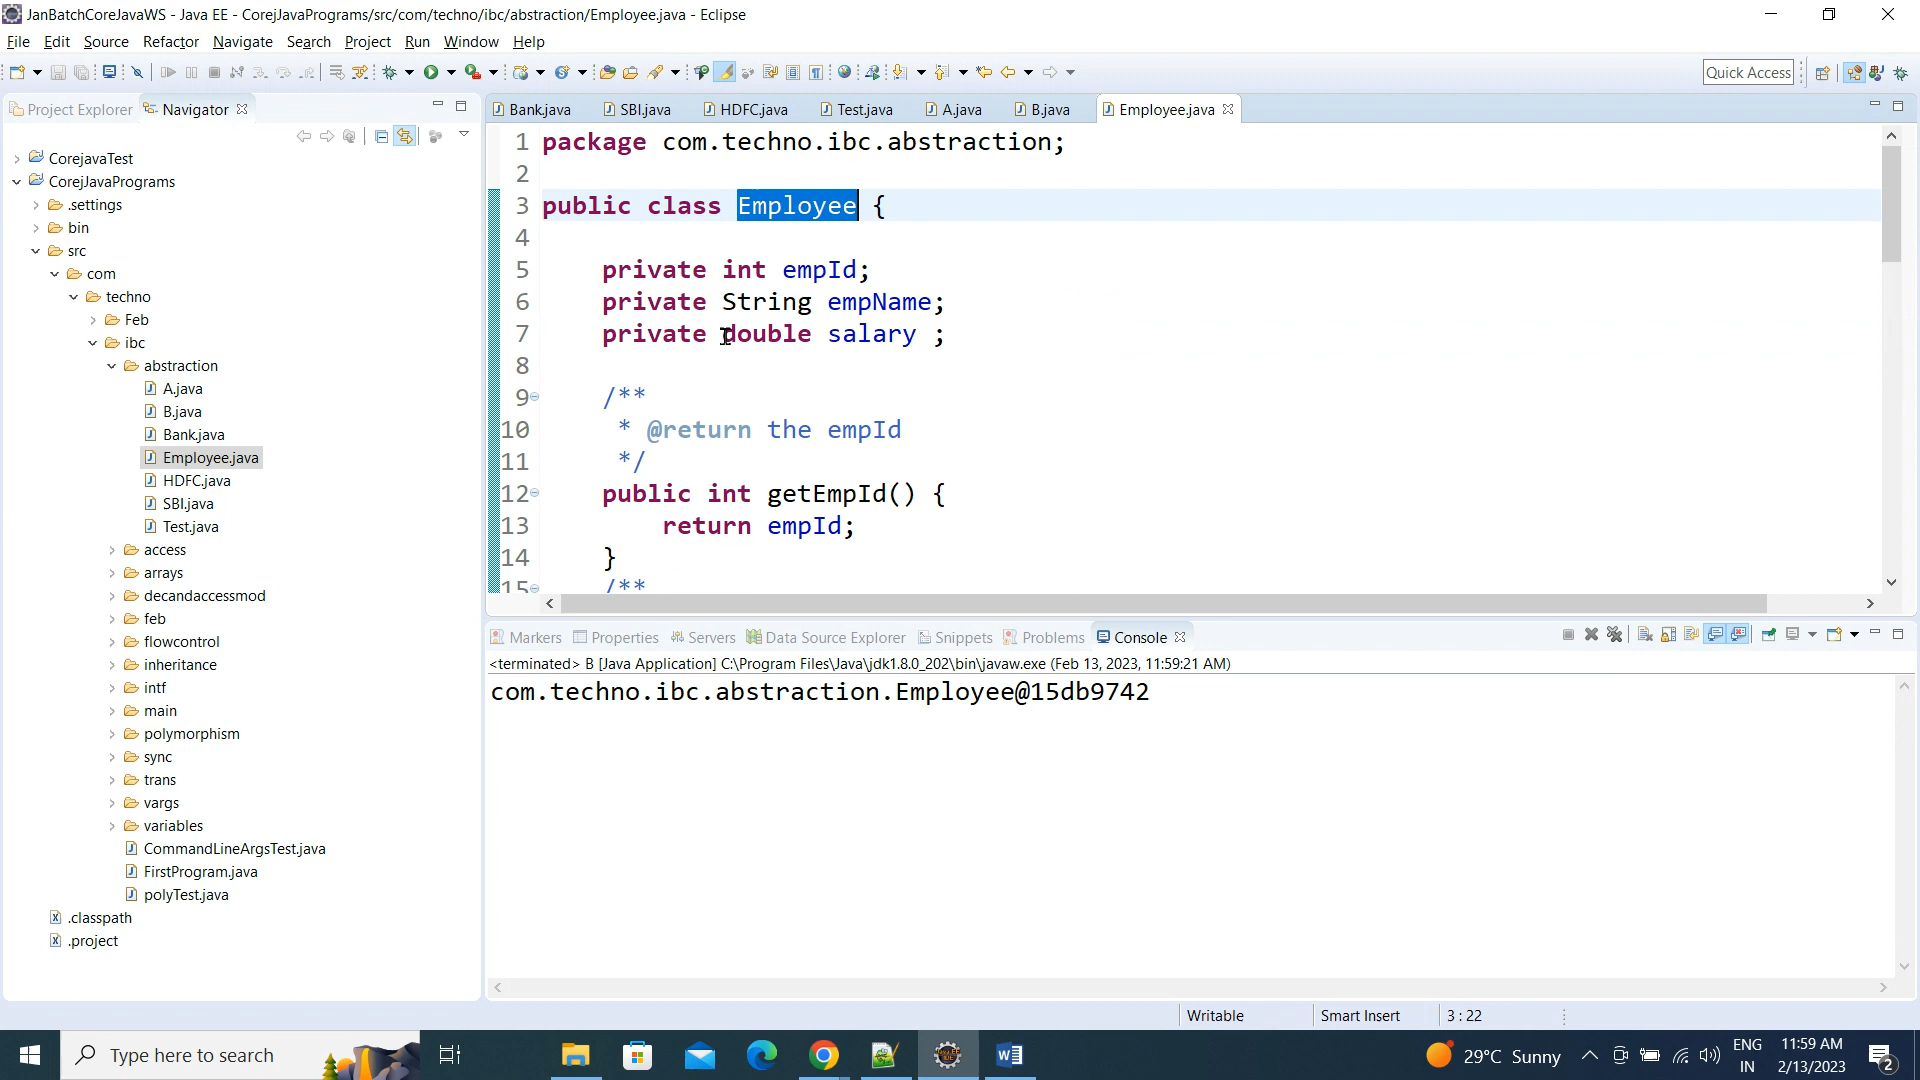 JanBatchCoreJavaWS - Java EE - CorejJavaPrograms/src/com/techno/ibc/abstraction/Employee.java - Eclipse
File Edit Source Refactor Navigate Search Project Run Window Help
Quick Access
Project Explorer Navigator
CorejavaTest
CorejJavaPrograms
.settings
bin
src
com
techno
Feb
ibc
abstraction
A.java
B.java
Bank.java
Employee.java
HDFC.java
SBI.java
Test.java
access
arrays
decandaccessmod
feb
flowcontrol
inheritance
intf
main
polymorphism
sync
trans
vargs
variables
CommandLineArgsTest.java
FirstProgram.java
polyTest.java
.classpath
.project
Bank.java SBI.java HDFC.java Test.java A.java B.java Employee.java
1 package com.techno.ibc.abstraction;
2
3 public class Employee {
4
5 private int empId;
6 private String empName;
7 private double salary ;
8
9 /**
10 * @return the empId
11 */
12 public int getEmpId() {
13 return empId;
14 }
15 /**
Markers Properties Servers Data Source Explorer Snippets Problems Console
<terminated> B [Java Application] C:\Program Files\Java\jdk1.8.0_202\bin\javaw.exe (Feb 13, 2023, 11:59:21 AM)
com.techno.ibc.abstraction.Employee@15db9742
Writable Smart Insert 3 : 22
Type here to search
29°C Sunny
ENG
IN
11:59 AM
2/13/2023
2